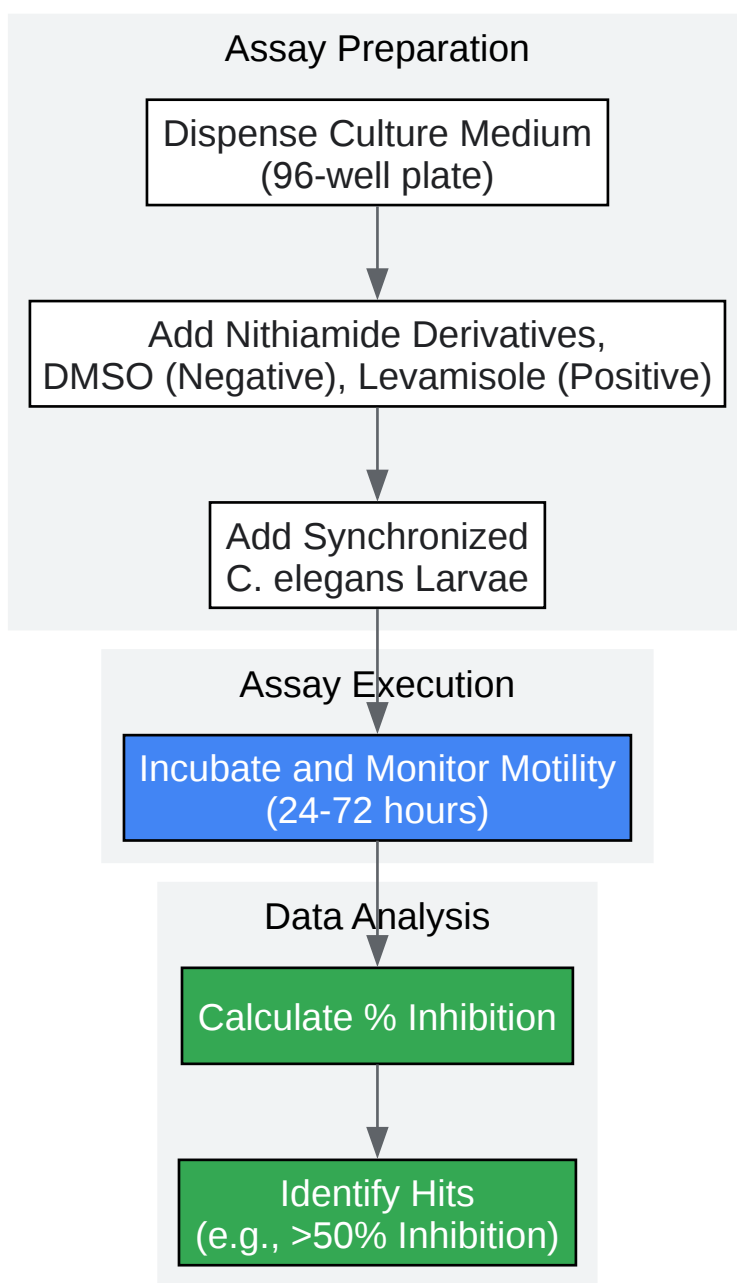 Assay Preparation
Dispense Culture Medium
(96-well plate)
Add Nithiamide Derivatives,
DMSO (Negative), Levamisole (Positive)
Add Synchronized
C. elegans Larvae
Assay Execution
Incubate and Monitor Motility
(24-72 hours)
Data Analysis
Calculate % Inhibition
Identify Hits
(e.g., >50% Inhibition)